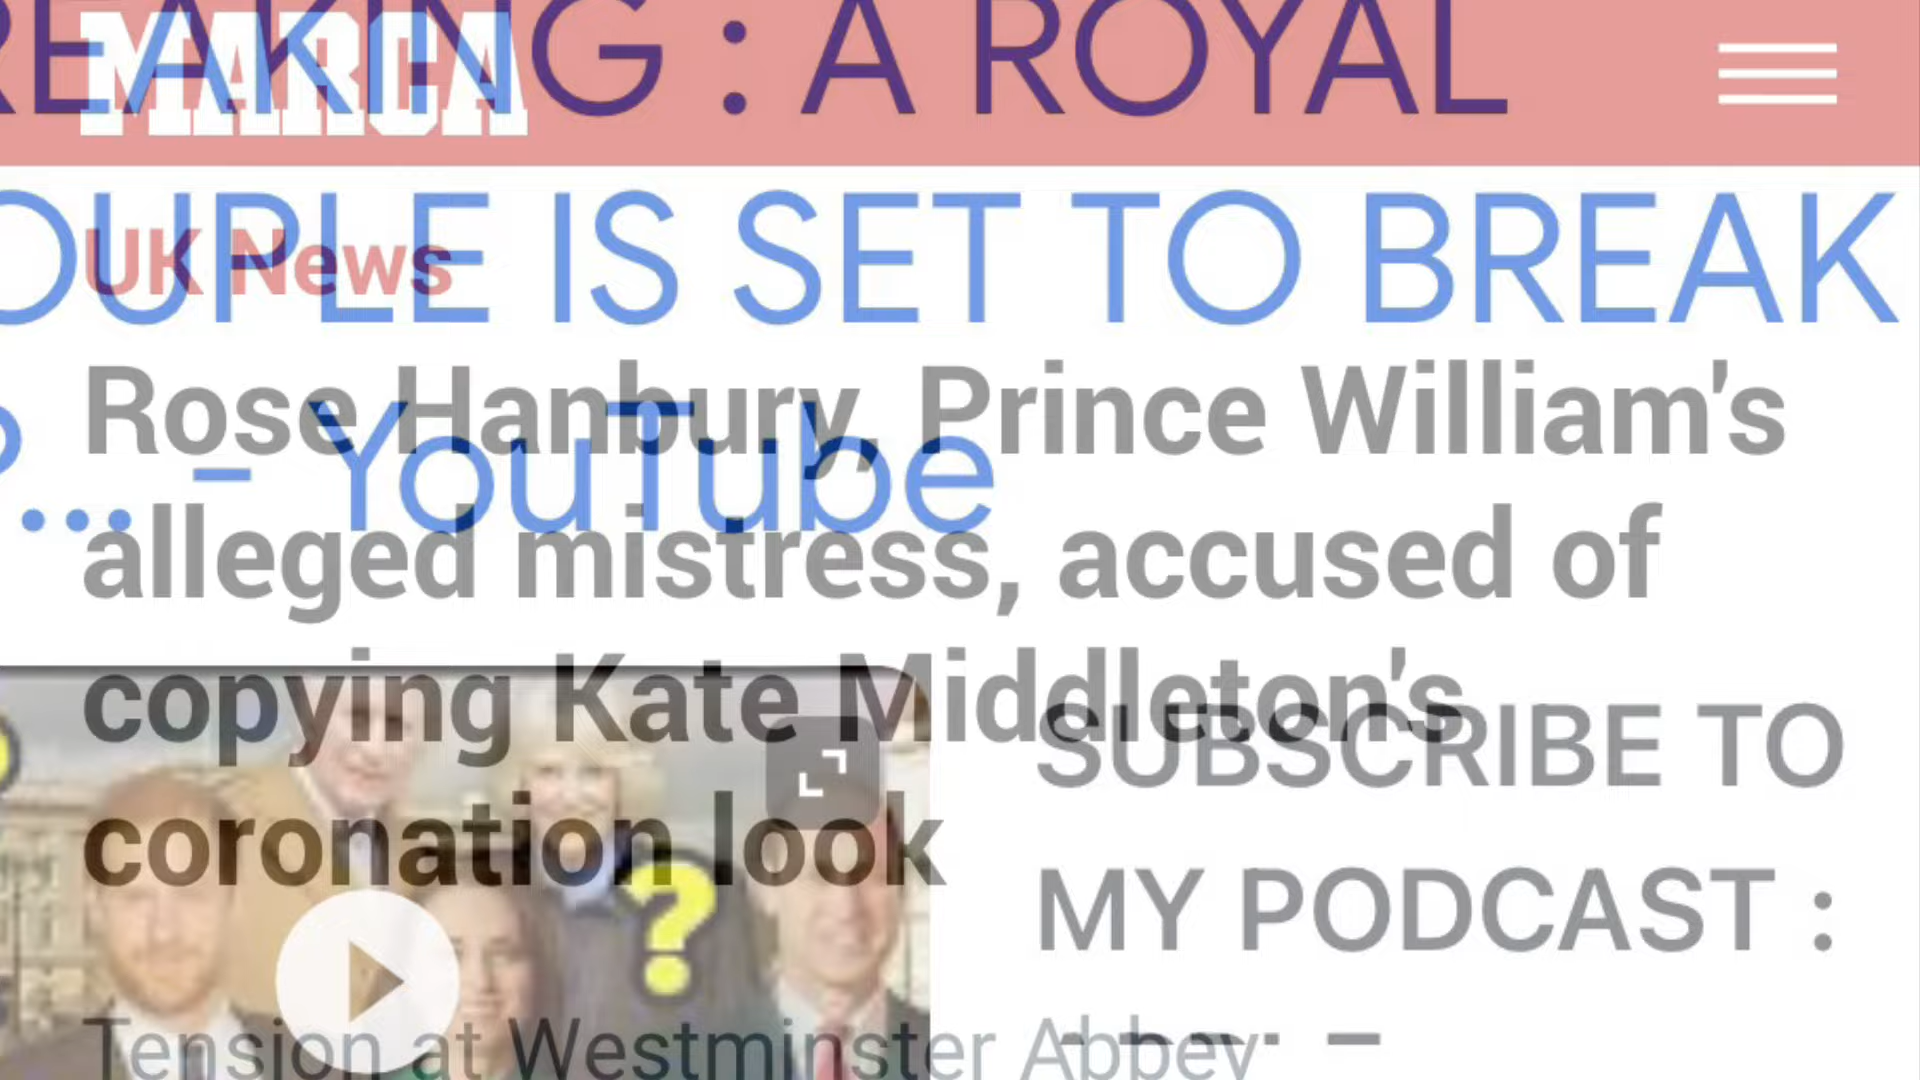 REAKING : A ROYAL
MARCA
OUPLE IS SET TO BREAK
UK News
Rose Hanbury, Prince William's
?... - YouTube
alleged mistress, accused of
copying Kate Middleton's
SUBSCRIBE TO
coronation look
?
MY PODCAST :
Tension at Westminster Abbey